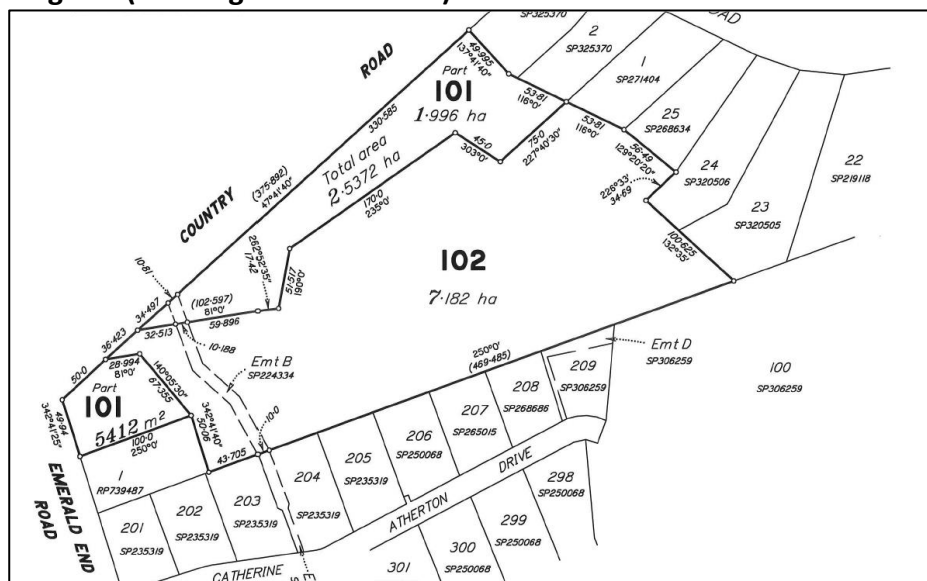 SP325370
2
SP325370
ROAD
1
SP271404
25
SP268634
24
SP320506
23
SP320505
22
SP219118
49·995
137°41'40"
53·81
116°0'
53·81
116°0'
56·49
129°20'20"
226°33'
34·69
100·625
132°35'
COUNTRY
ROAD
330·585
(375·892)
47°41'40"
Part
101
1·996 ha
Total area
2·5372 ha
45·0
303°0'
75·0
227°40'30"
170·0
235°0'
51·517
190°0'
262°52'35"
17·42
10·81
34·497
36·423
50·0
(102·597)
81°0'
59·896
32·513
10·188
102
7·182 ha
250°0'
(469·485)
Emt B
SP224334
Emt D
SP306259
28·994
81°0'
140°05'30"
67·355
342°41'40"
50·06
49·94
342°41'25"
Part
101
5412 m²
100·0
250°0'
43·705
10·0
EMERALD END
ROAD
1
RP739487
201
SP235319
202
SP235319
203
SP235319
204
SP235319
205
SP235319
206
SP250068
207
SP265015
208
SP268686
209
SP306259
100
SP306259
CATHERINE
ATHERTON
DRIVE
301
300
SP250068
299
SP250068
298
SP250068